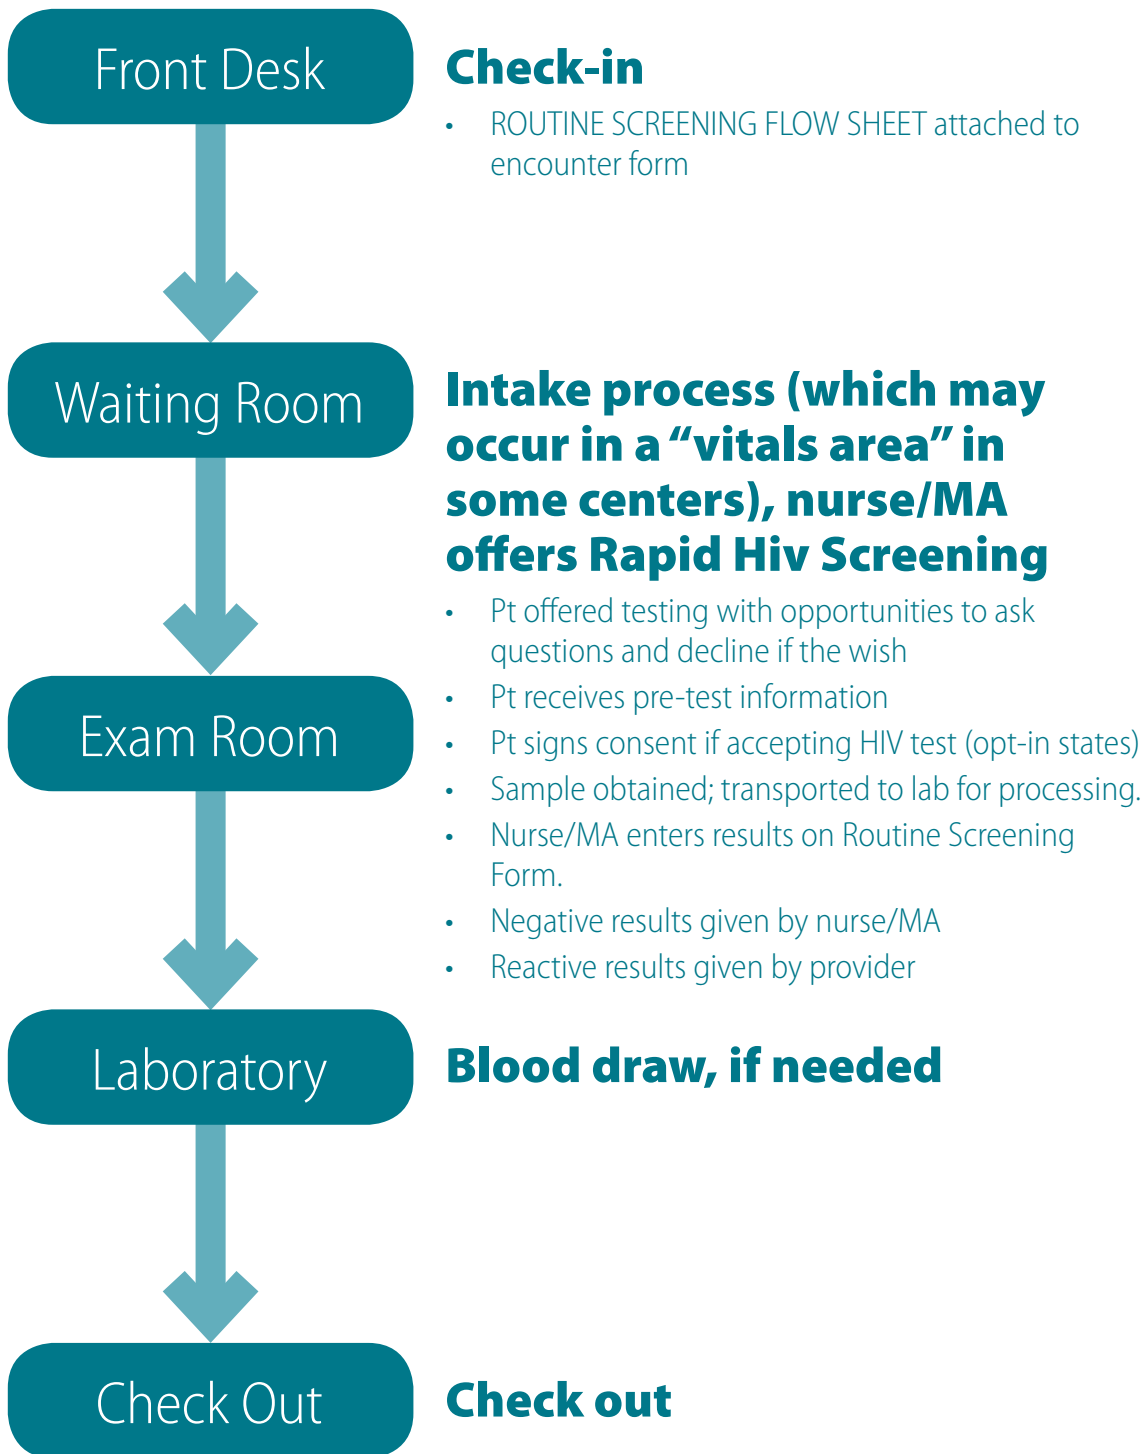 Front Desk
Check-in
• ROUTINE SCREENING FLOW SHEET attached to
encounter form
Waiting Room
Intake process (which may
occur in a “vitals area” in
some centers), nurse/MA
offers Rapid Hiv Screening
• Pt offered testing with opportunities to ask
questions and decline if the wish
• Pt receives pre-test information
Exam Room
• Pt signs consent if accepting HIV test (opt-in states)
• Sample obtained; transported to lab for processing.
• Nurse/MA enters results on Routine Screening
Form.
• Negative results given by nurse/MA
• Reactive results given by provider
Laboratory
Blood draw, if needed
Check Out
Check out